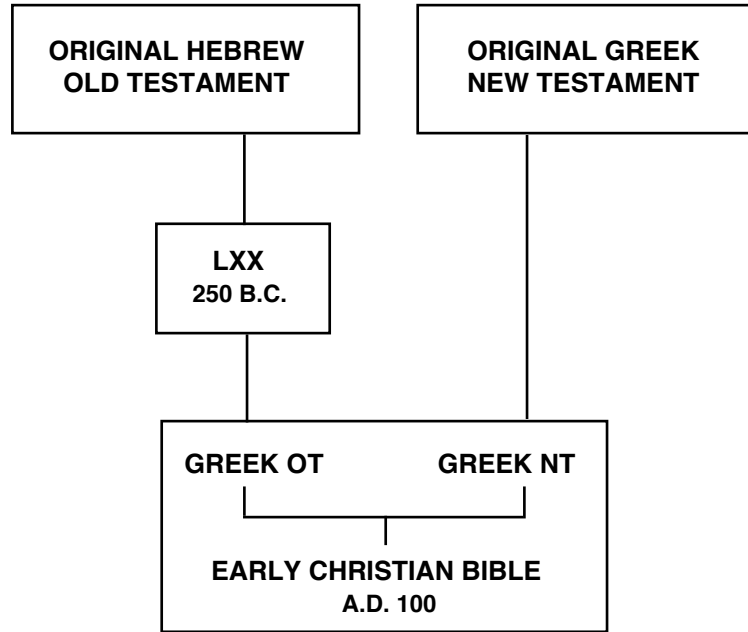 ORIGINAL HEBREW
OLD TESTAMENT
ORIGINAL GREEK
NEW TESTAMENT
LXX
250 B.C.
GREEK OT
GREEK NT
EARLY CHRISTIAN BIBLE
A.D. 100